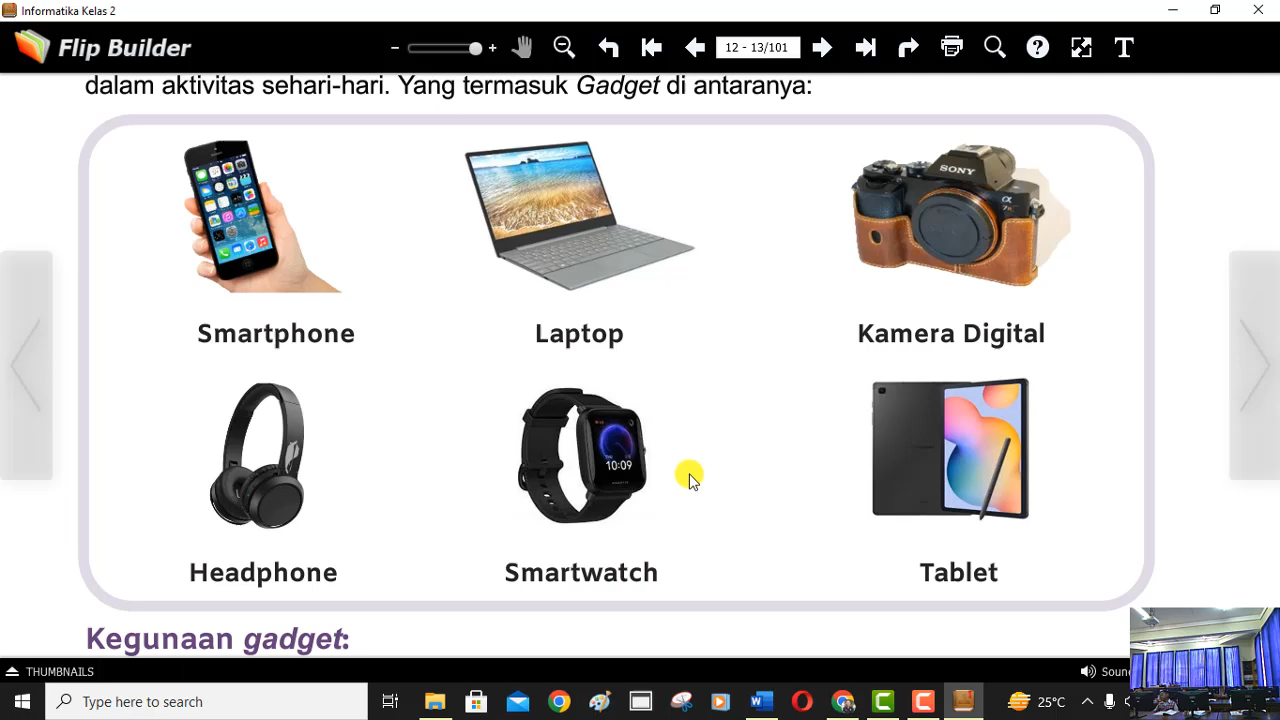 Informatika Kelas 2
Flip Builder
12 - 13/101
dalam aktivitas sehari-hari. Yang termasuk Gadget di antaranya:
SONY
Smartphone
Laptop
Kamera Digital
10:09
Headphone
Smartwatch
Tablet
Kegunaan gadget:
THUMBNAILS
Soun
Type here to search
25°C